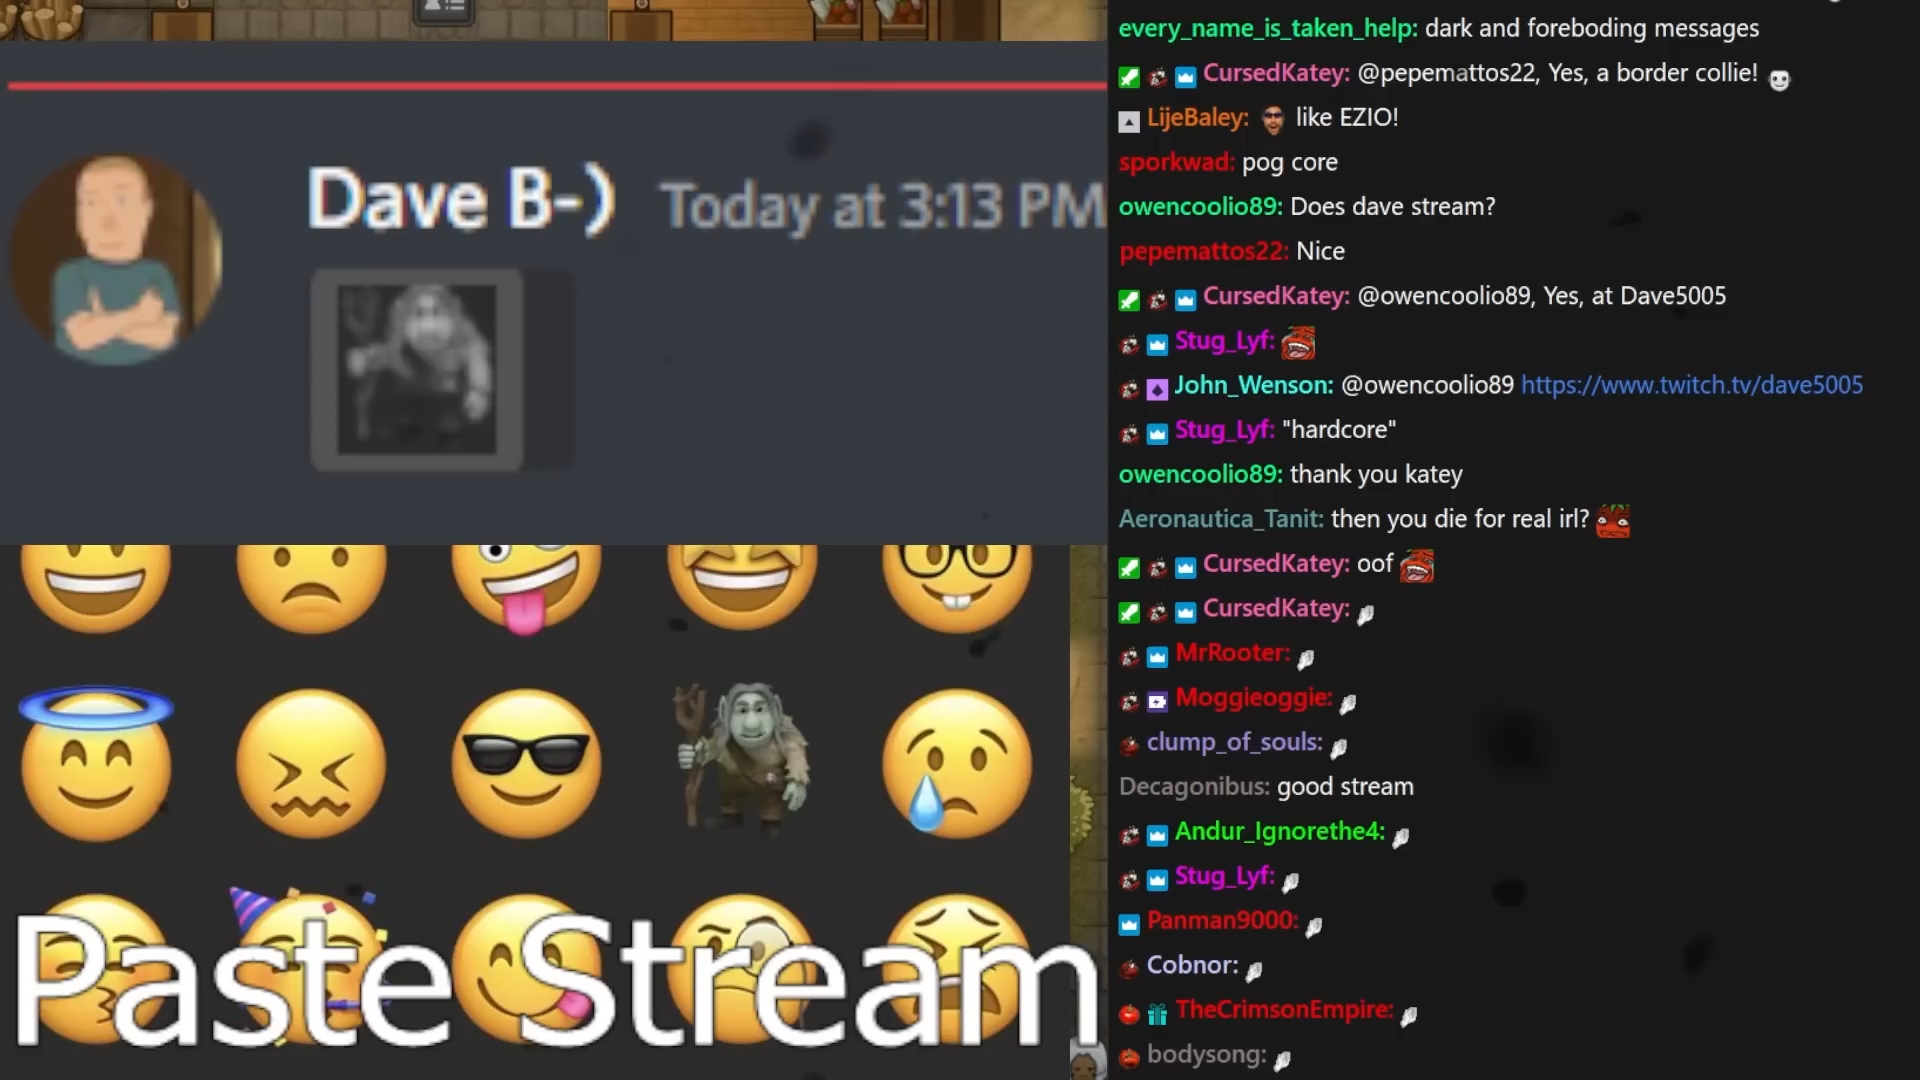 Dave B-) Today at 3:13 PM
Paste Stream
every_name_is_taken_help: dark and foreboding messages
CursedKatey: @pepemattos22, Yes, a border collie!
LijeBaley: like EZIO!
sporkwad: pog core
owencoolio89: Does dave stream?
pepemattos22: Nice
CursedKatey: @owencoolio89, Yes, at Dave5005
Stug_Lyf:
John_Wenson: @owencoolio89 https://www.twitch.tv/dave5005
Stug_Lyf: "hardcore"
owencoolio89: thank you katey
Aeronautica_Tanit: then you die for real irl?
CursedKatey: oof
CursedKatey:
MrRooter:
Moggieoggie:
clump_of_souls:
Decagonibus: good stream
Andur_Ignorethe4:
Stug_Lyf:
Panman9000:
Cobnor:
TheCrimsonEmpire:
bodysong: